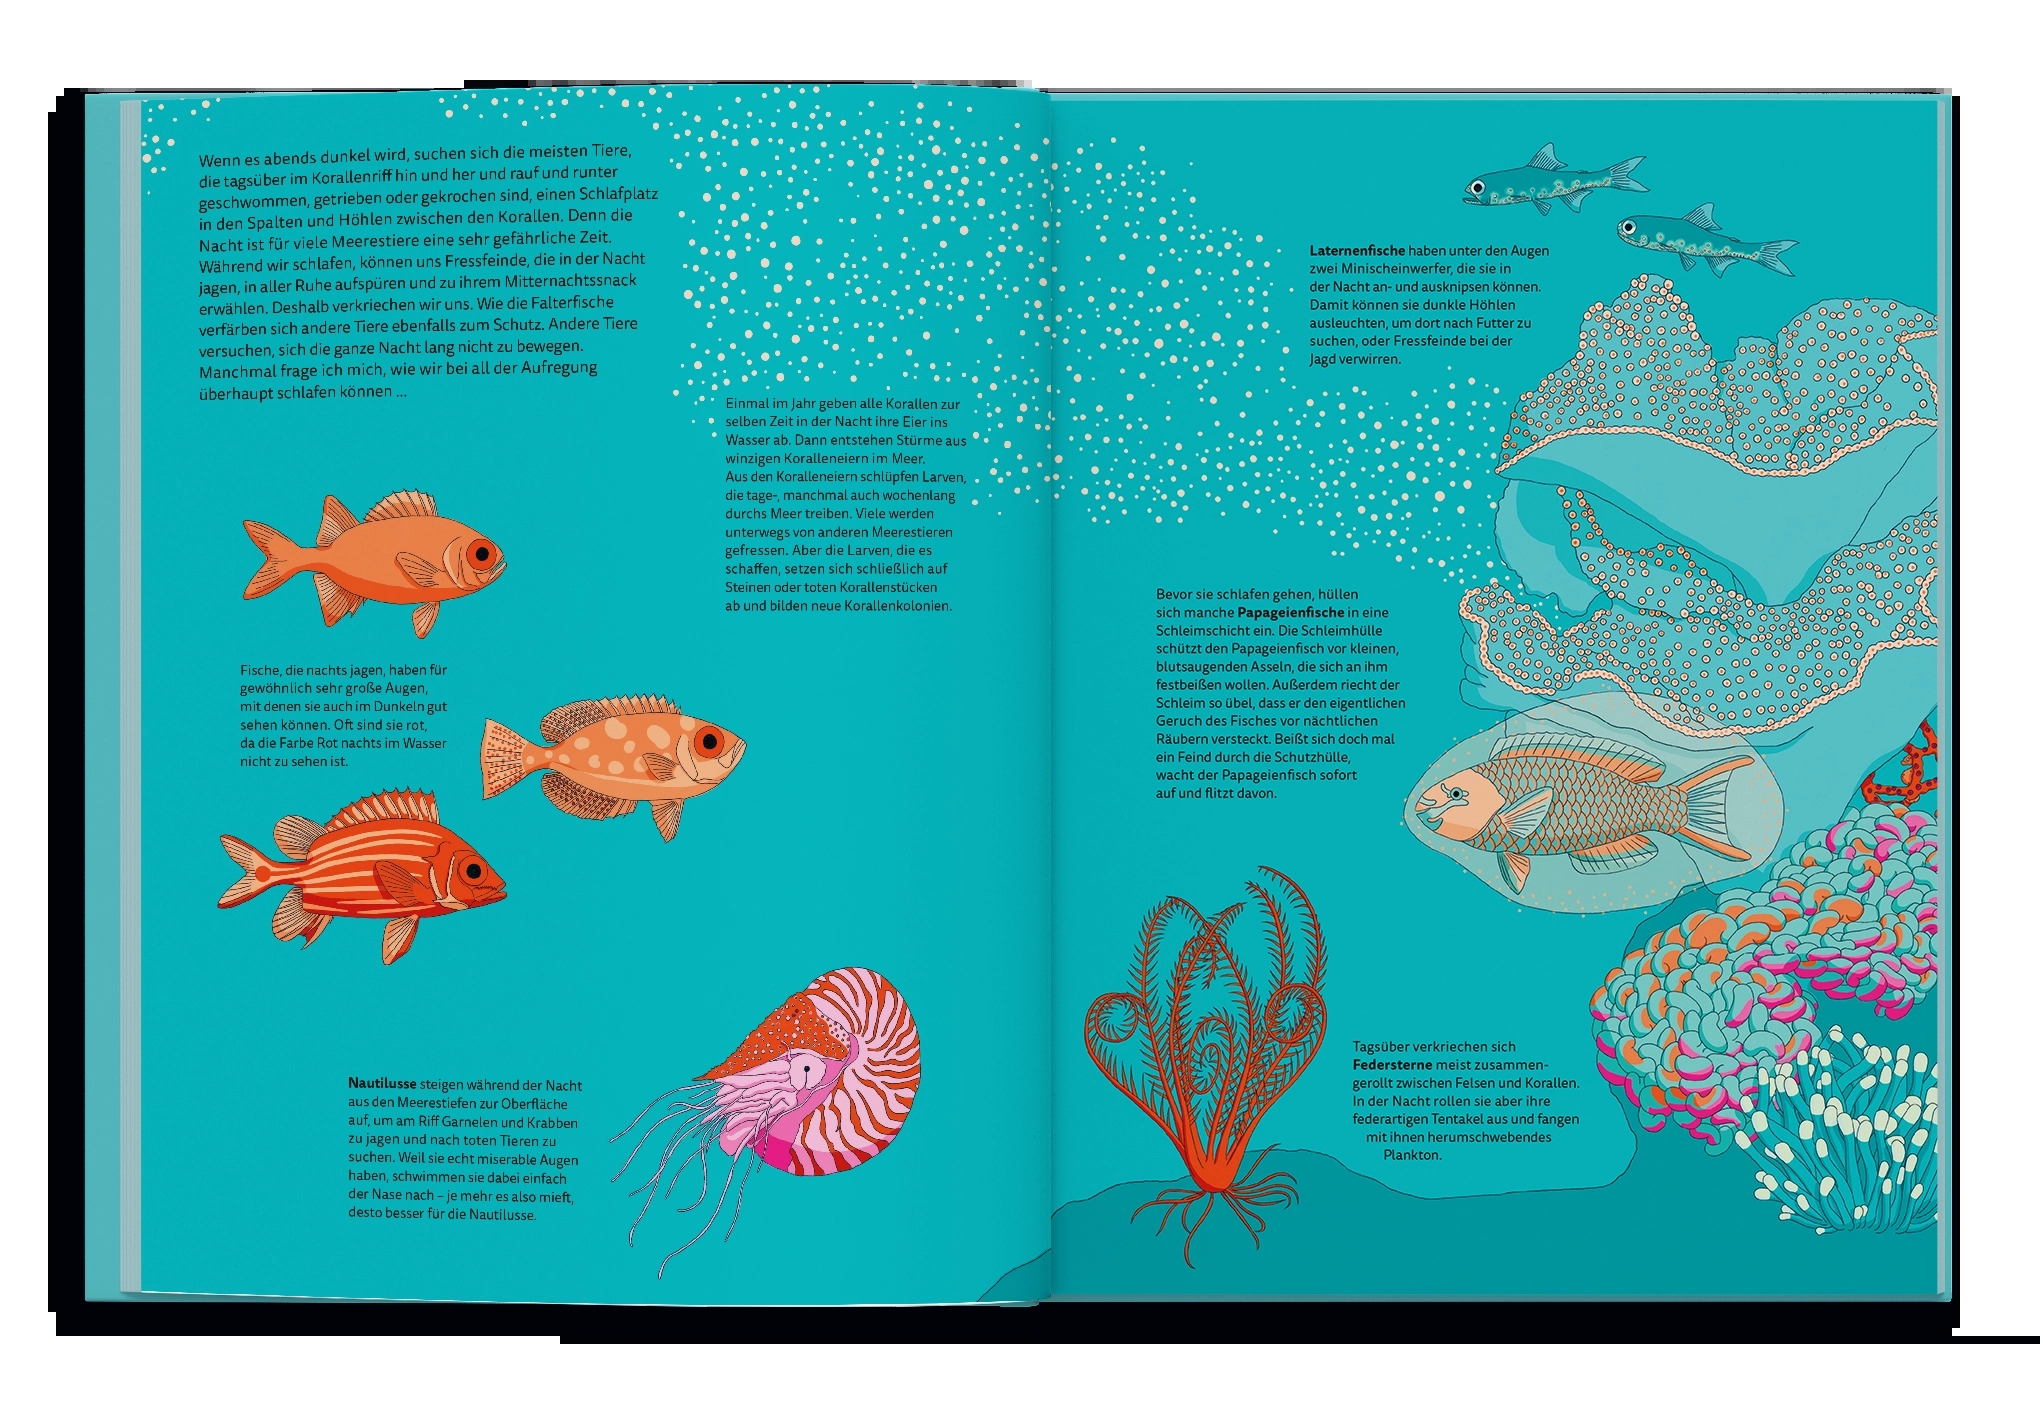 Wenn es abends dunkel wird, suchen sich die meisten Tiere,
die tagsüber im Korallenriff hin und her und rauf und runter
geschwommen, getrieben oder gekrochen sind, einen Schlafplatz
in den Spalten und Höhlen zwischen den Korallen. Denn die
Nacht ist für viele Meerestiere eine sehr gefährliche Zeit.
Während wir schlafen, können uns Fressfeinde, die in der Nacht
jagen, in aller Ruhe aufspüren und zu ihrem Mitternachtssnack
erwählen. Deshalb verkriechen wir uns. Wie die Falterfische
verfärben sich andere Tiere ebenfalls zum Schutz. Andere Tiere
versuchen, sich die ganze Nacht lang nicht zu bewegen.
Manchmal frage ich mich, wie wir bei all der Aufregung
überhaupt schlafen können ...
Einmal im Jahr geben alle Korallen zur
selben Zeit in der Nacht ihre Eier ins
Wasser ab. Dann entstehen Stürme aus
winzigen Koralleneiern im Meer.
Aus den Koralleneiern schlüpfen Larven,
die tage-, manchmal auch wochenlang
durchs Meer treiben. Viele werden
unterwegs von anderen Meerestieren
gefressen. Aber die Larven, die es
schaffen, setzen sich schließlich auf
Steinen oder toten Korallenstücken
ab und bilden neue Korallenkolonien.
Fische, die nachts jagen, haben für
gewöhnlich sehr große Augen,
mit denen sie auch im Dunkeln gut
sehen können. Oft sind sie rot,
da die Farbe Rot nachts im Wasser
nicht zu sehen ist.
Nautilusse steigen während der Nacht
aus den Meerestiefen zur Oberfläche
auf, um am Riff Garnelen und Krabben
zu jagen und nach toten Tieren zu
suchen. Weil sie echt miserable Augen
haben, schwimmen sie dabei einfach
der Nase nach – je mehr es also mieft,
desto besser für die Nautilusse.
Laternenfische haben unter den Augen
zwei Minischeinwerfer, die sie in
der Nacht an- und ausknipsen können.
Damit können sie dunkle Höhlen
ausleuchten, um dort nach Futter zu
suchen, oder Fressfeinde bei der
Jagd verwirren.
Bevor sie schlafen gehen, hüllen
sich manche Papageienfische in eine
Schleimschicht ein. Die Schleimhülle
schützt den Papageienfisch vor kleinen,
blutsaugenden Asseln, die sich an ihm
festbeißen wollen. Außerdem riecht der
Schleim so übel, dass er den eigentlichen
Geruch des Fisches vor nächtlichen
Räubern versteckt. Beißt sich doch mal
ein Feind durch die Schutzhülle,
wacht der Papageienfisch sofort
auf und flitzt davon.
Tagsüber verkriechen sich
Federsterne meist zusammen-
gerollt zwischen Felsen und Korallen.
In der Nacht rollen sie aber ihre
federartigen Tentakel aus und fangen
mit ihnen herumschwebendes
Plankton.